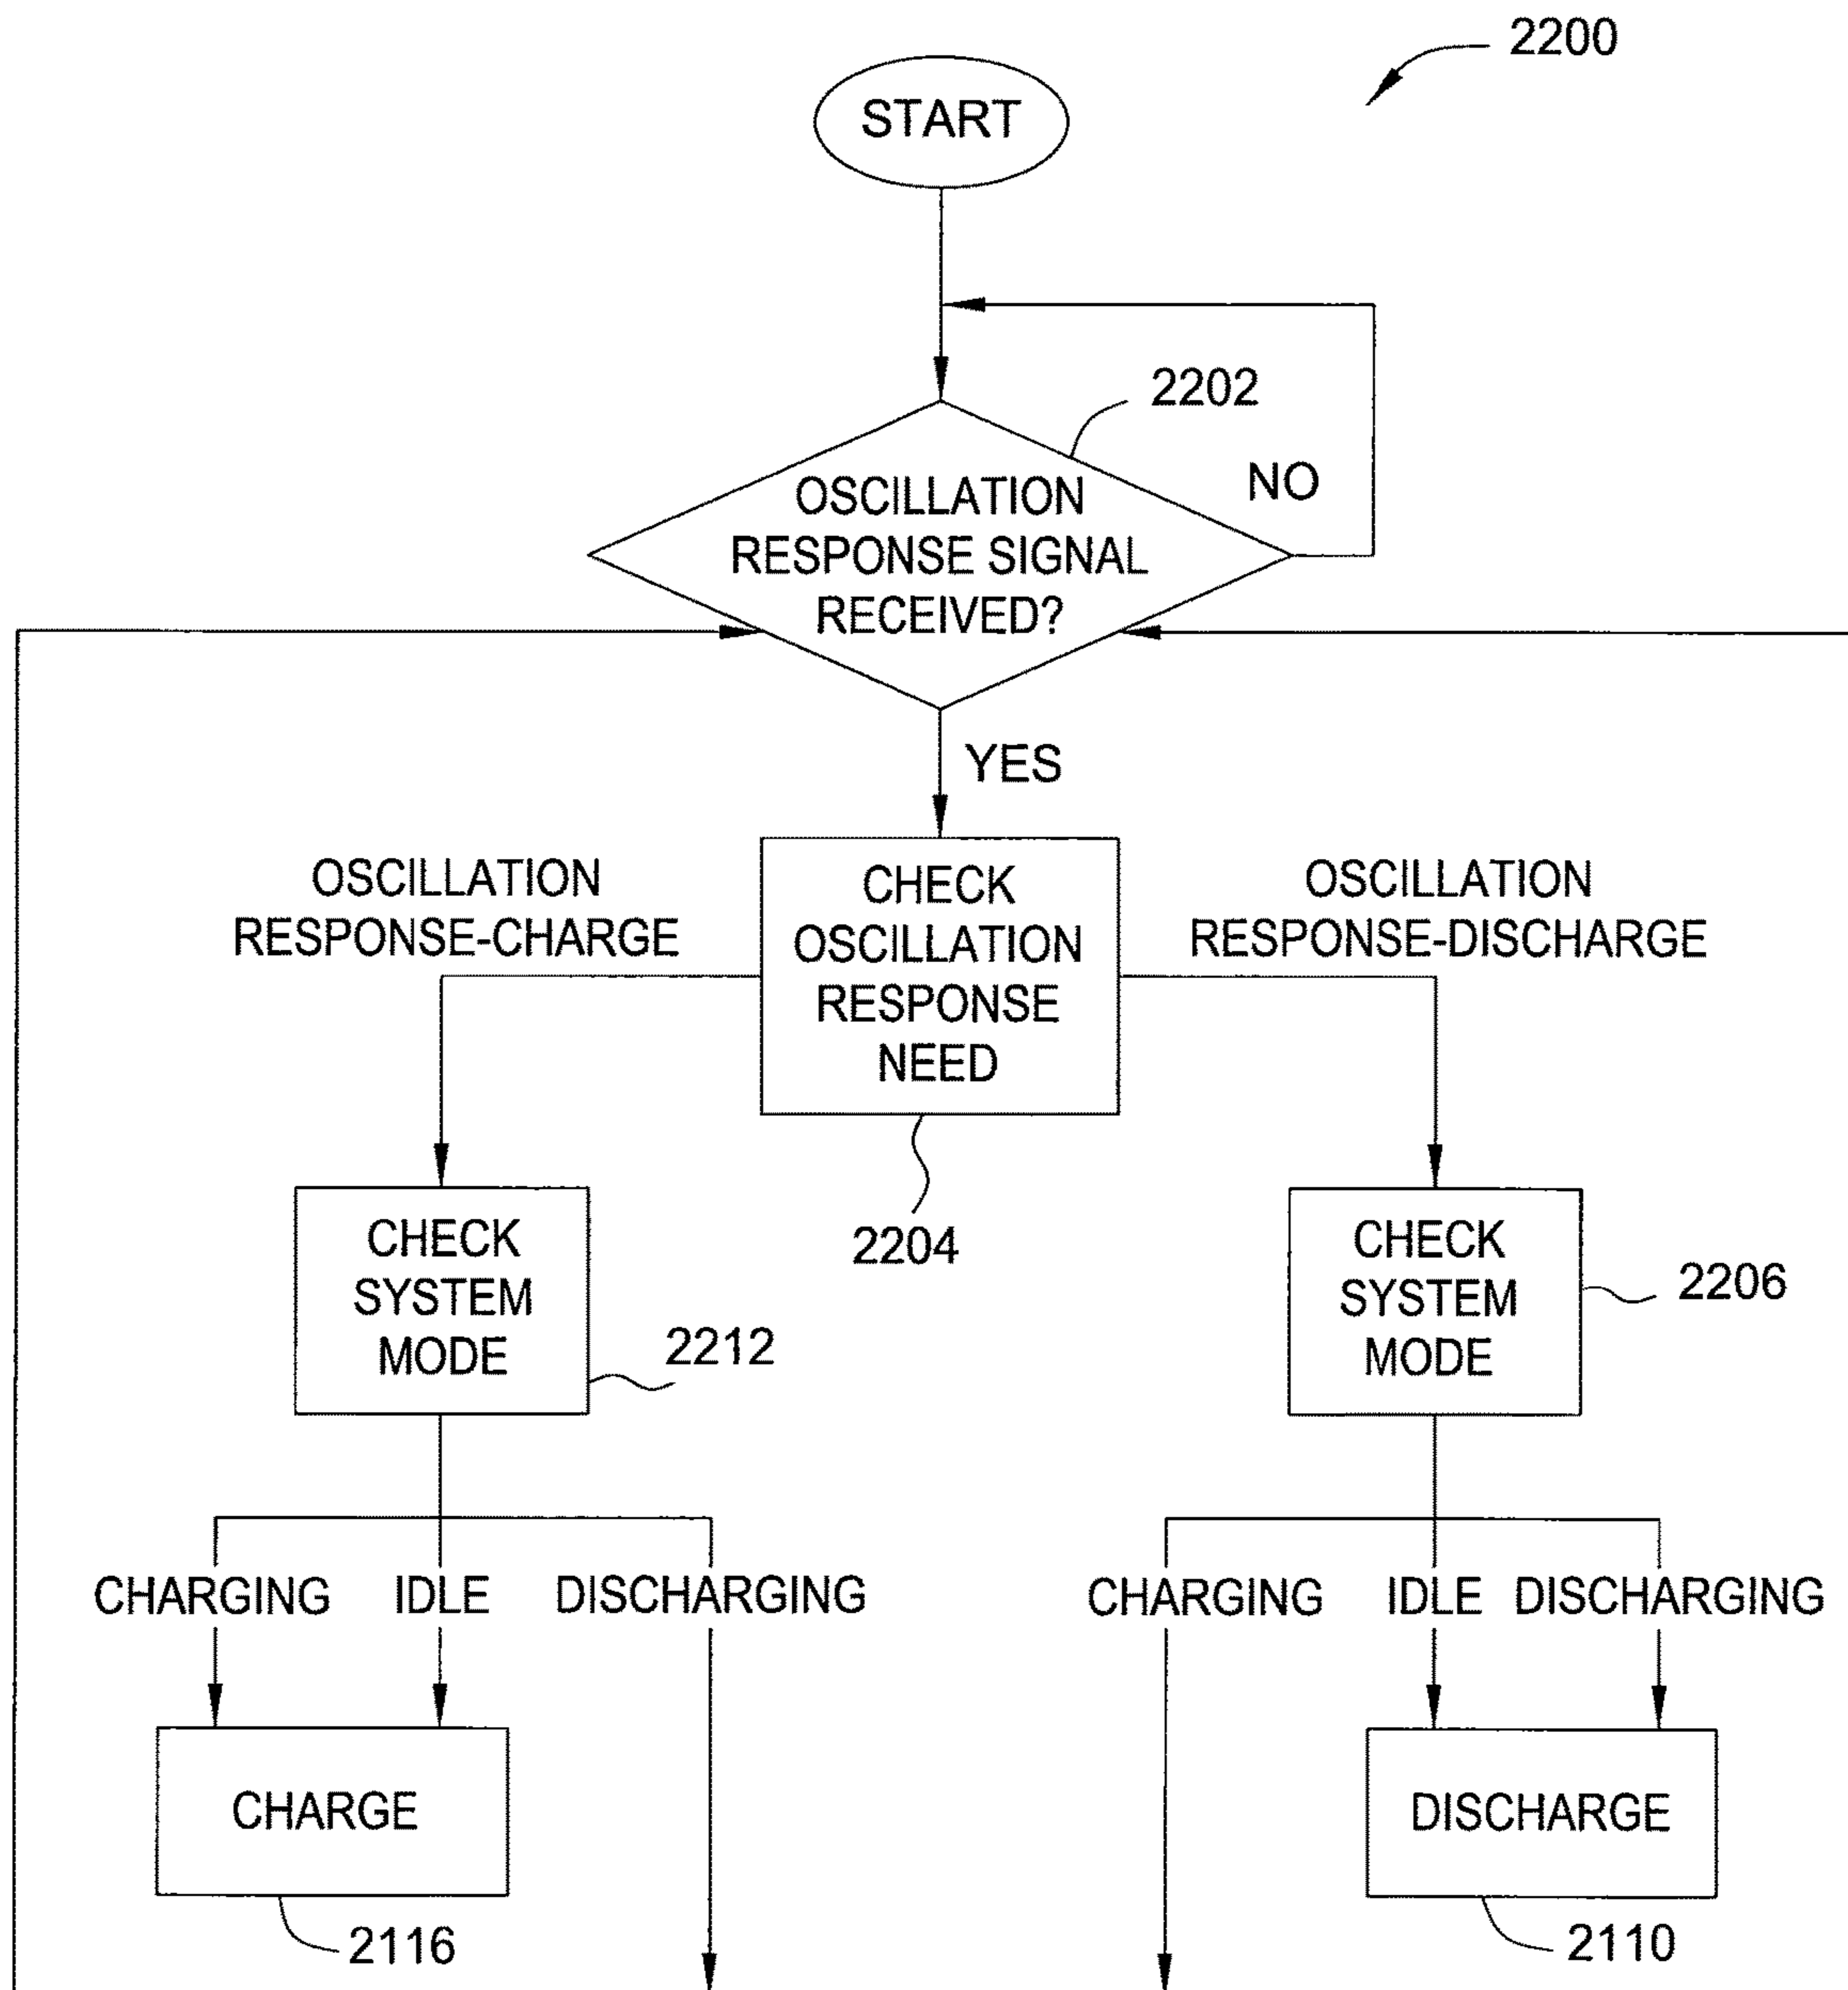 2200
START
2202
NO
OSCILLATION
RESPONSE SIGNAL
RECEIVED?
YES
OSCILLATION
RESPONSE-CHARGE
CHECK
OSCILLATION
RESPONSE
NEED
OSCILLATION
RESPONSE-DISCHARGE
2204
CHECK
SYSTEM
MODE
2212
CHECK
SYSTEM
MODE
2206
CHARGING
IDLE
DISCHARGING
CHARGING
IDLE
DISCHARGING
CHARGE
2116
DISCHARGE
2110